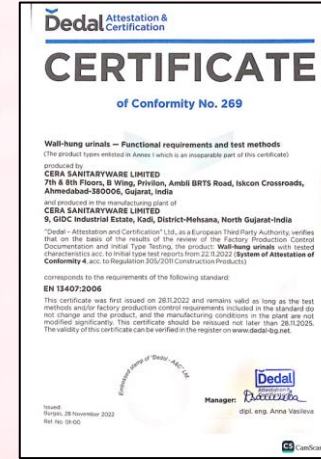 Dedal Attestation &
Certification
CERTIFICATE
of Conformity No. 269
Wall-hung urinals — Functional requirements and test methods
(The product types enlisted in Annex 1 which is an inseparable part of this certificate)
produced by
CERA SANITARYWARE LIMITED
7th & 8th Floors, B Wing, Privilon, Ambli BRTS Road, Iskcon Crossroads,
Ahmedabad-380006, Gujarat, India
and produced in the manufacturing plant of
CERA SANITARYWARE LIMITED
9, GIDC Industrial Estate, Kadi, District-Mehsana, North Gujarat-India
"Dedal – Attestation and Certification" Ltd., as a European Third Party Authority, verifies
that on the basis of the results of the review of the Factory Production Control
Documentation and Initial Type Testing, the product: Wall-hung urinals with tested
characteristics acc. to Initial type test reports from 22.11.2022 (System of Attestation of
Conformity 4, acc. to Regulation 305/2011 Construction Products)
corresponds to the requirements of the following standard:
EN 13407:2006
This certificate was first issued on 28.11.2022 and remains valid as long as the test
methods and/or factory production control requirements included in the standard do
not change and the product, and the manufacturing conditions in the plant are not
modified significantly. This certificate should be reissued not later than 28.11.2025.
The validity of this certificate can be verified in the register on www.dedal-bg.net.
Embossed stamp of "Dedal - A&C" Ltd.
Dedal
Attestation &
Manager:
dipl. eng. Anna Vasileva
Issued:
Burgas, 28 November 2022
Ref. No. 01-00
CS CamScan